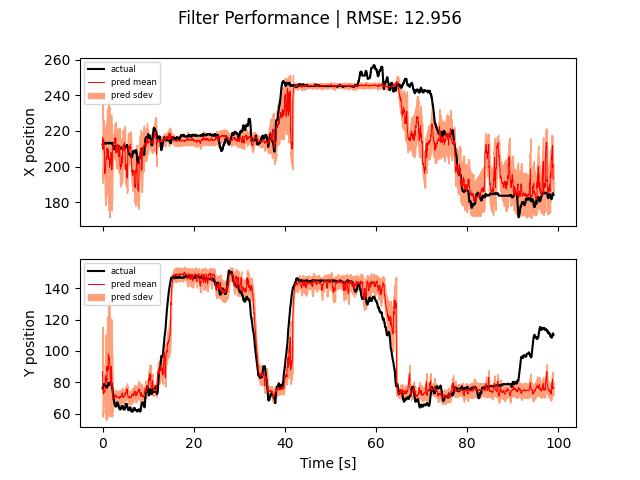 Filter Performance | RMSE: 12.956
260
240
220
200
180
X position
actual
pred mean
pred sdev
140
120
100
80
60
Y position
actual
pred mean
pred sdev
0 20 40 60 80 100
Time [s]